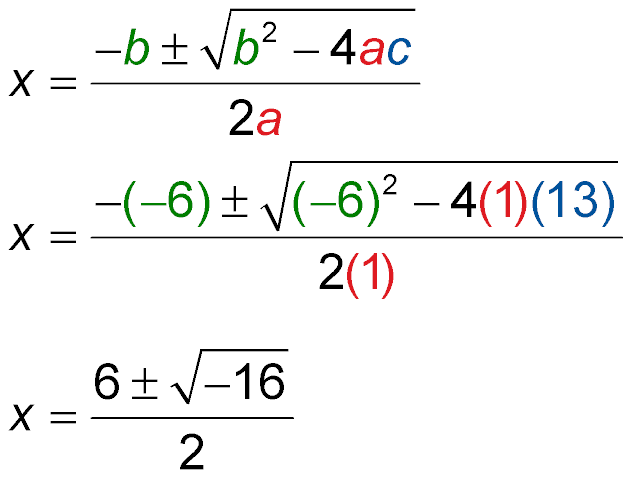 x = (−b ± √(b² − 4ac)) / (2a)
x = (−(−6) ± √((−6)² − 4(1)(13))) / (2(1))
x = (6 ± √(−16)) / 2